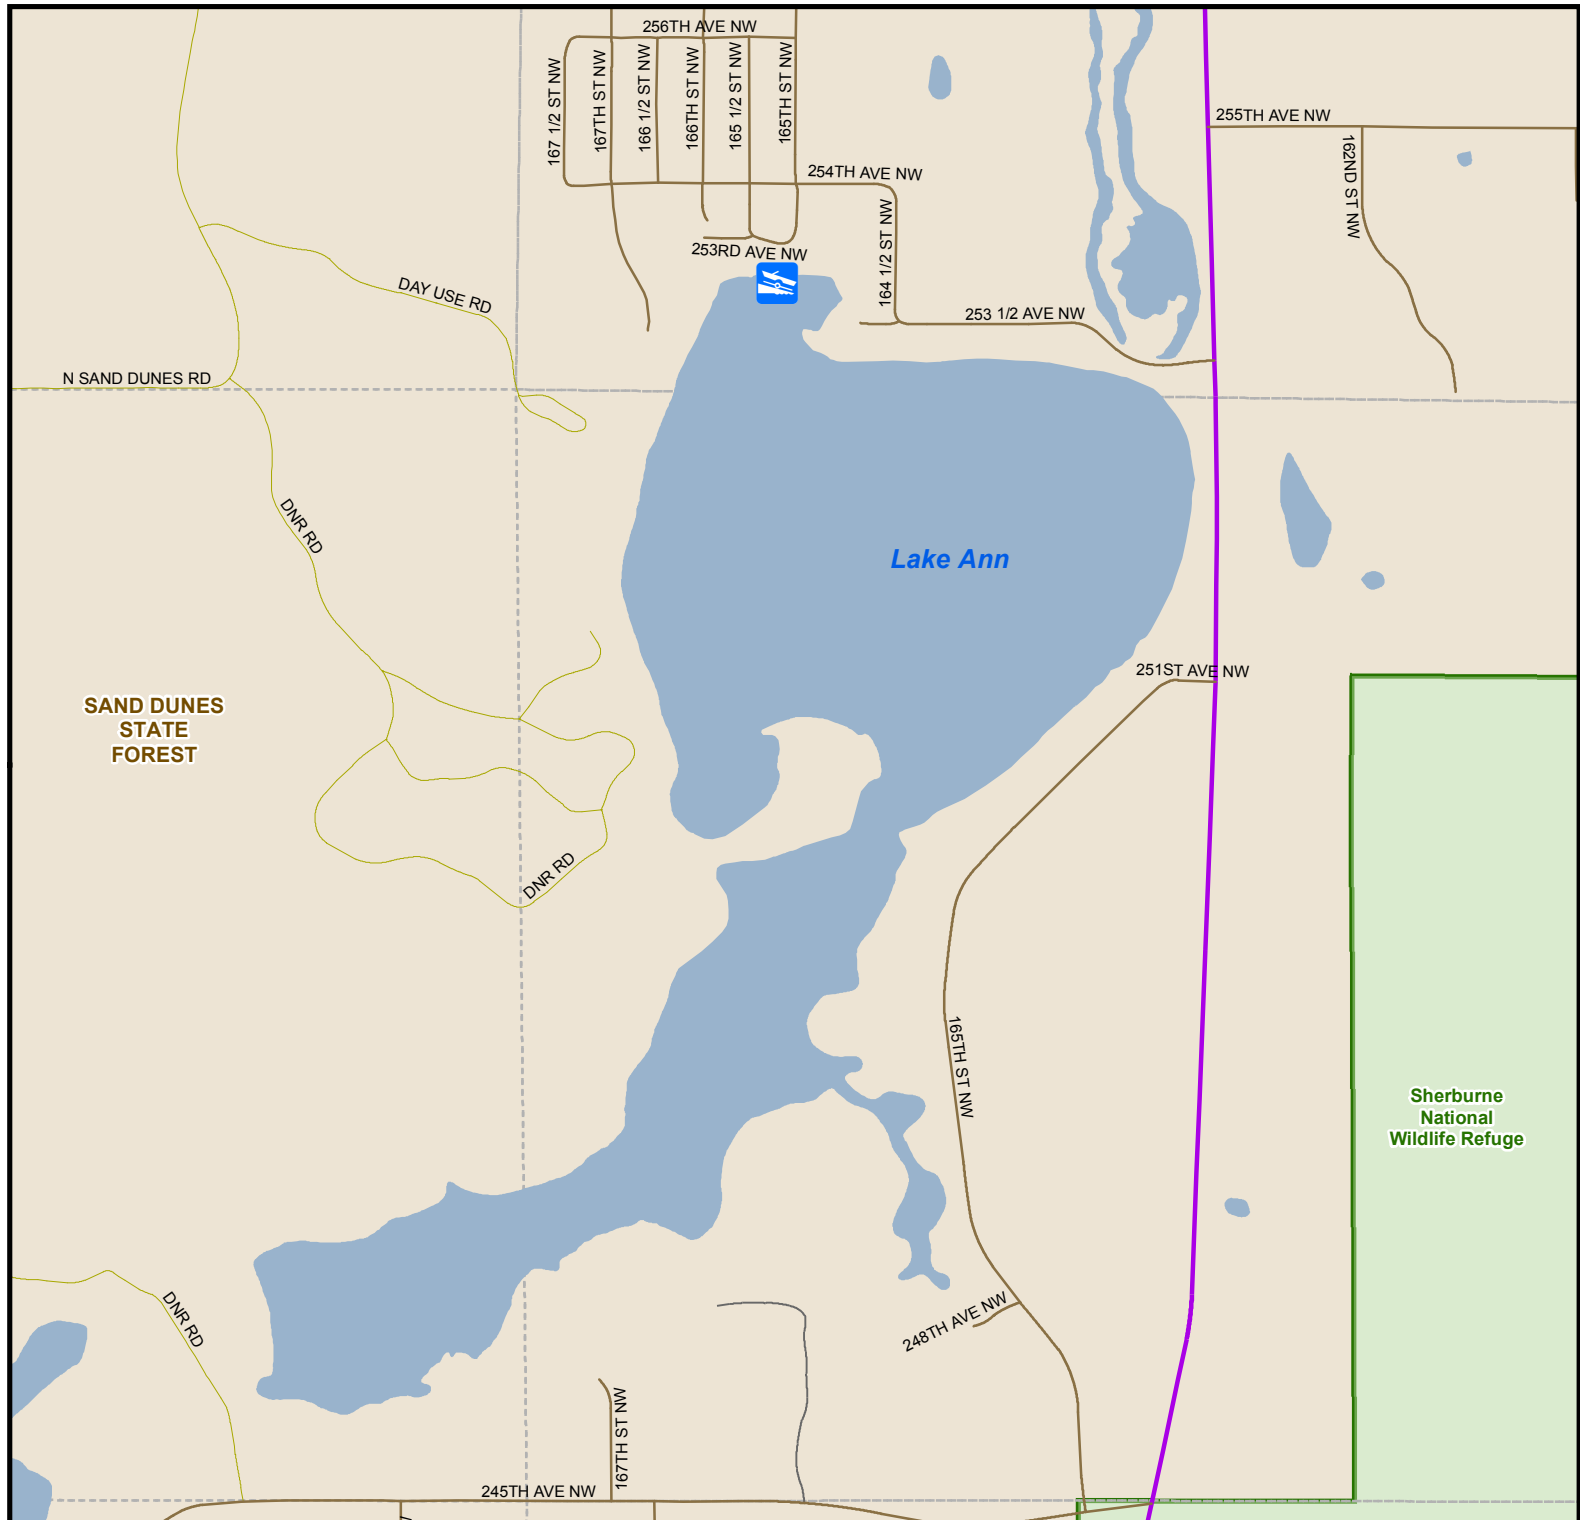 256TH AVE NW
167 1/2 ST NW
167TH ST NW
166 1/2 ST NW
166TH ST NW
165 1/2 ST NW
165TH ST NW
255TH AVE NW
162ND ST NW
254TH AVE NW
164 1/2 ST NW
253RD AVE NW
DAY USE RD
253 1/2 AVE NW
N SAND DUNES RD
DNR RD
Lake Ann
251ST AVE NW
SAND DUNES
STATE
FOREST
DNR RD
165TH ST NW
Sherburne
National
Wildlife Refuge
DNR RD
248TH AVE NW
167TH ST NW
245TH AVE NW